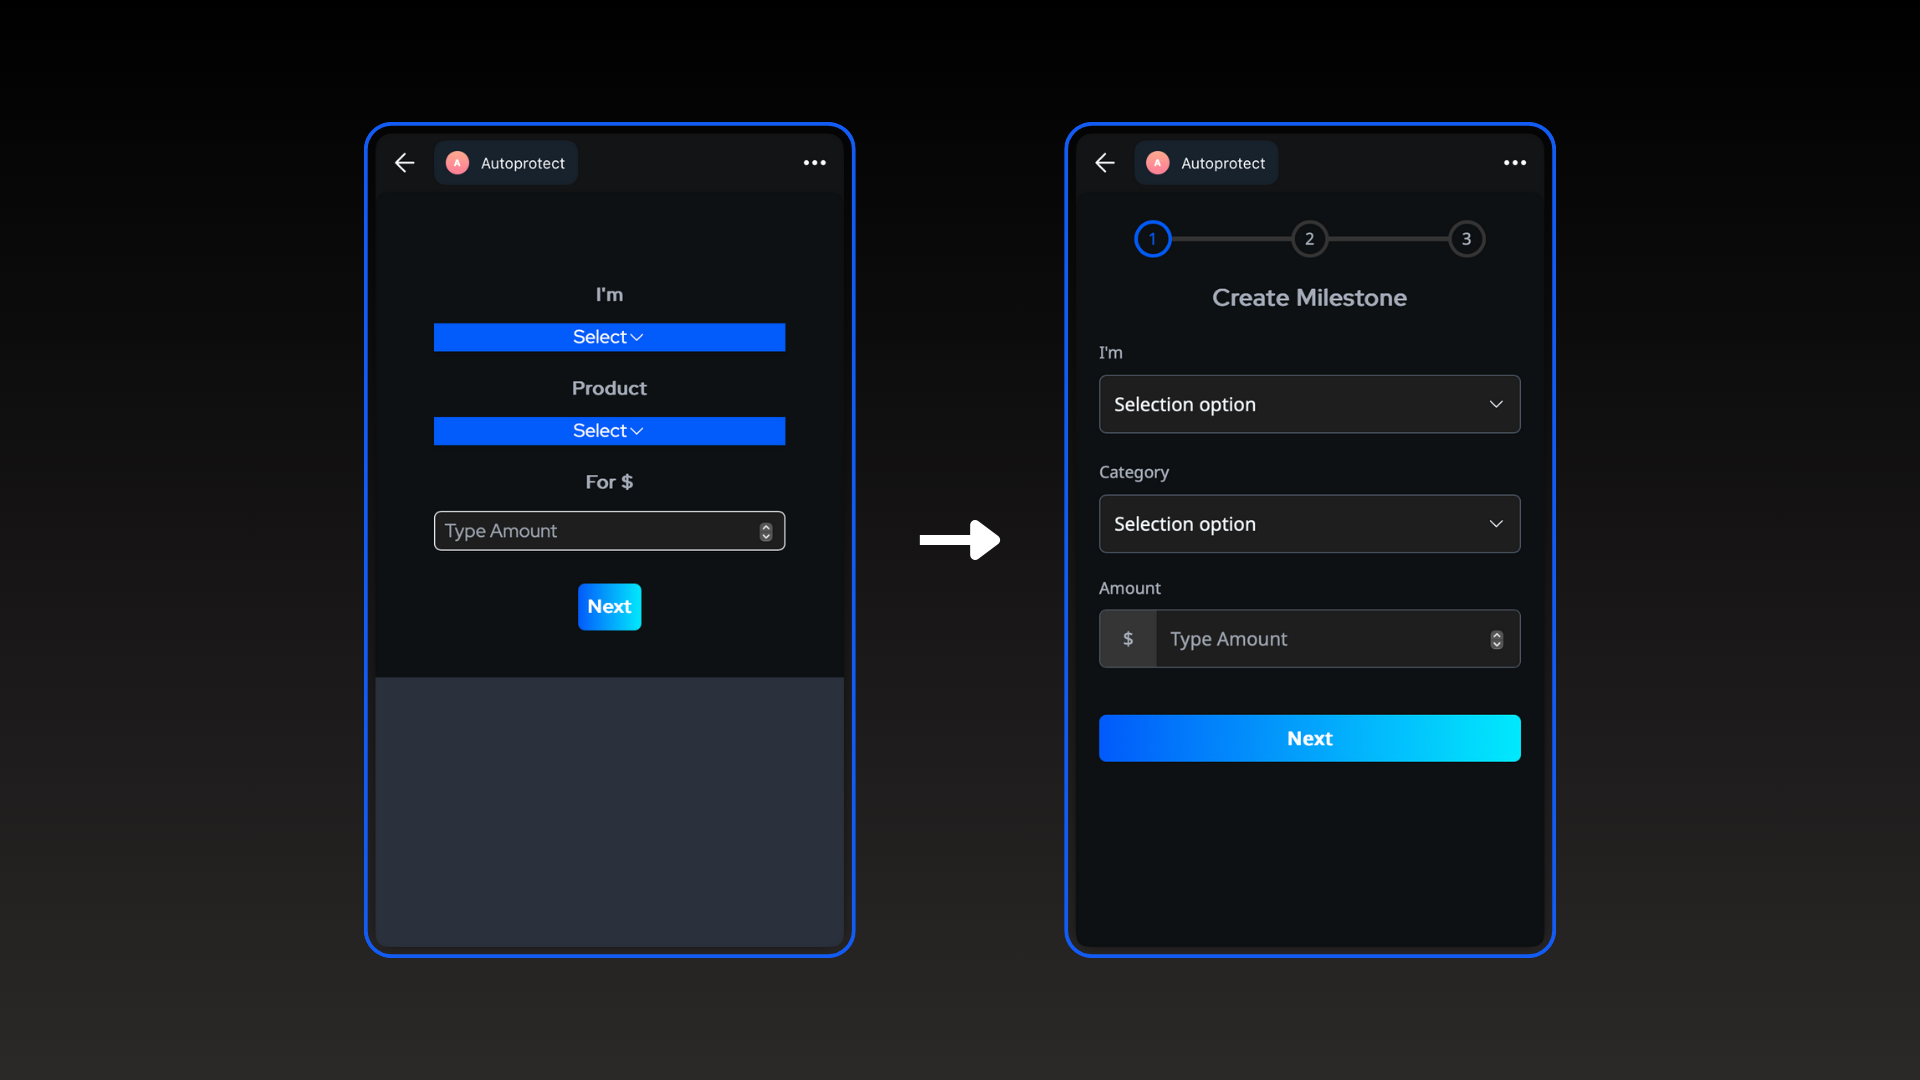 A Autoprotect
I'm
Select
Product
Select
For $
Type Amount
Next
A Autoprotect
1 2 3
Create Milestone
I'm
Selection option
Category
Selection option
Amount
$ Type Amount
Next